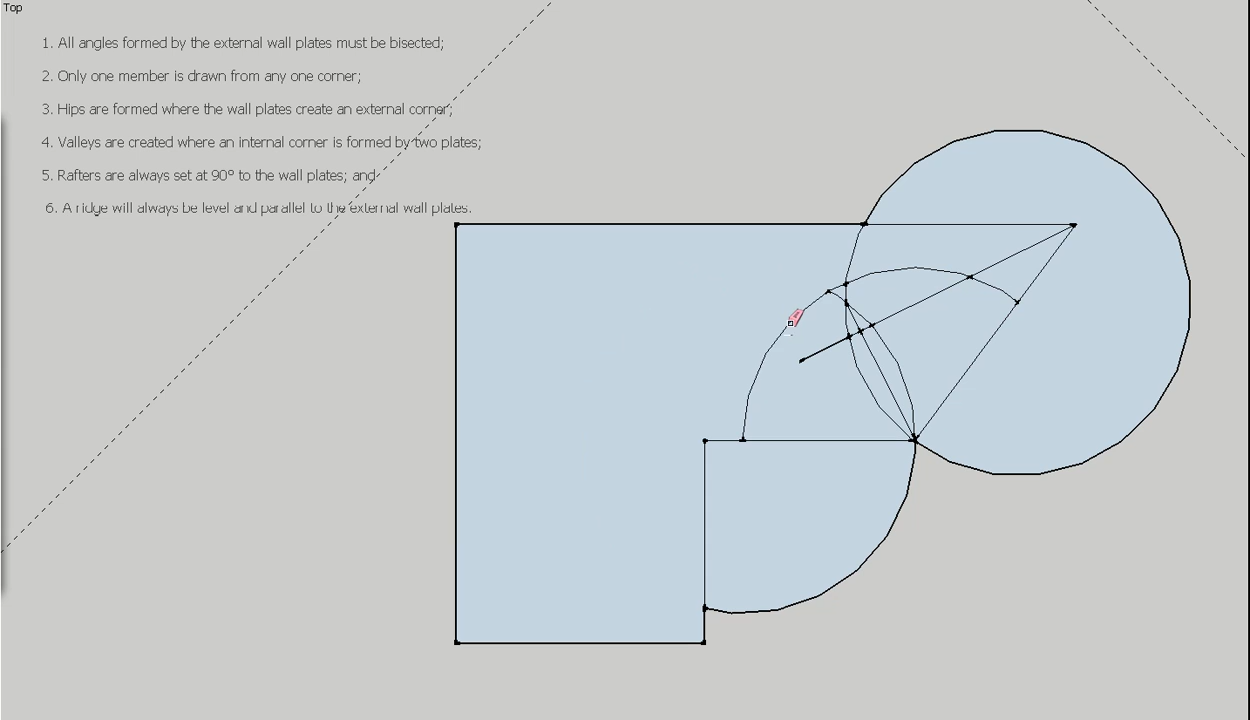 Top
1. All angles formed by the external wall plates must be bisected;
2. Only one member is drawn from any one corner;
3. Hips are formed where the wall plates create an external corner;
4. Valleys are created where an internal corner is formed by two plates;
5. Rafters are always set at 90° to the wall plates; and
6. A ridge will always be level and parallel to the external wall plates.